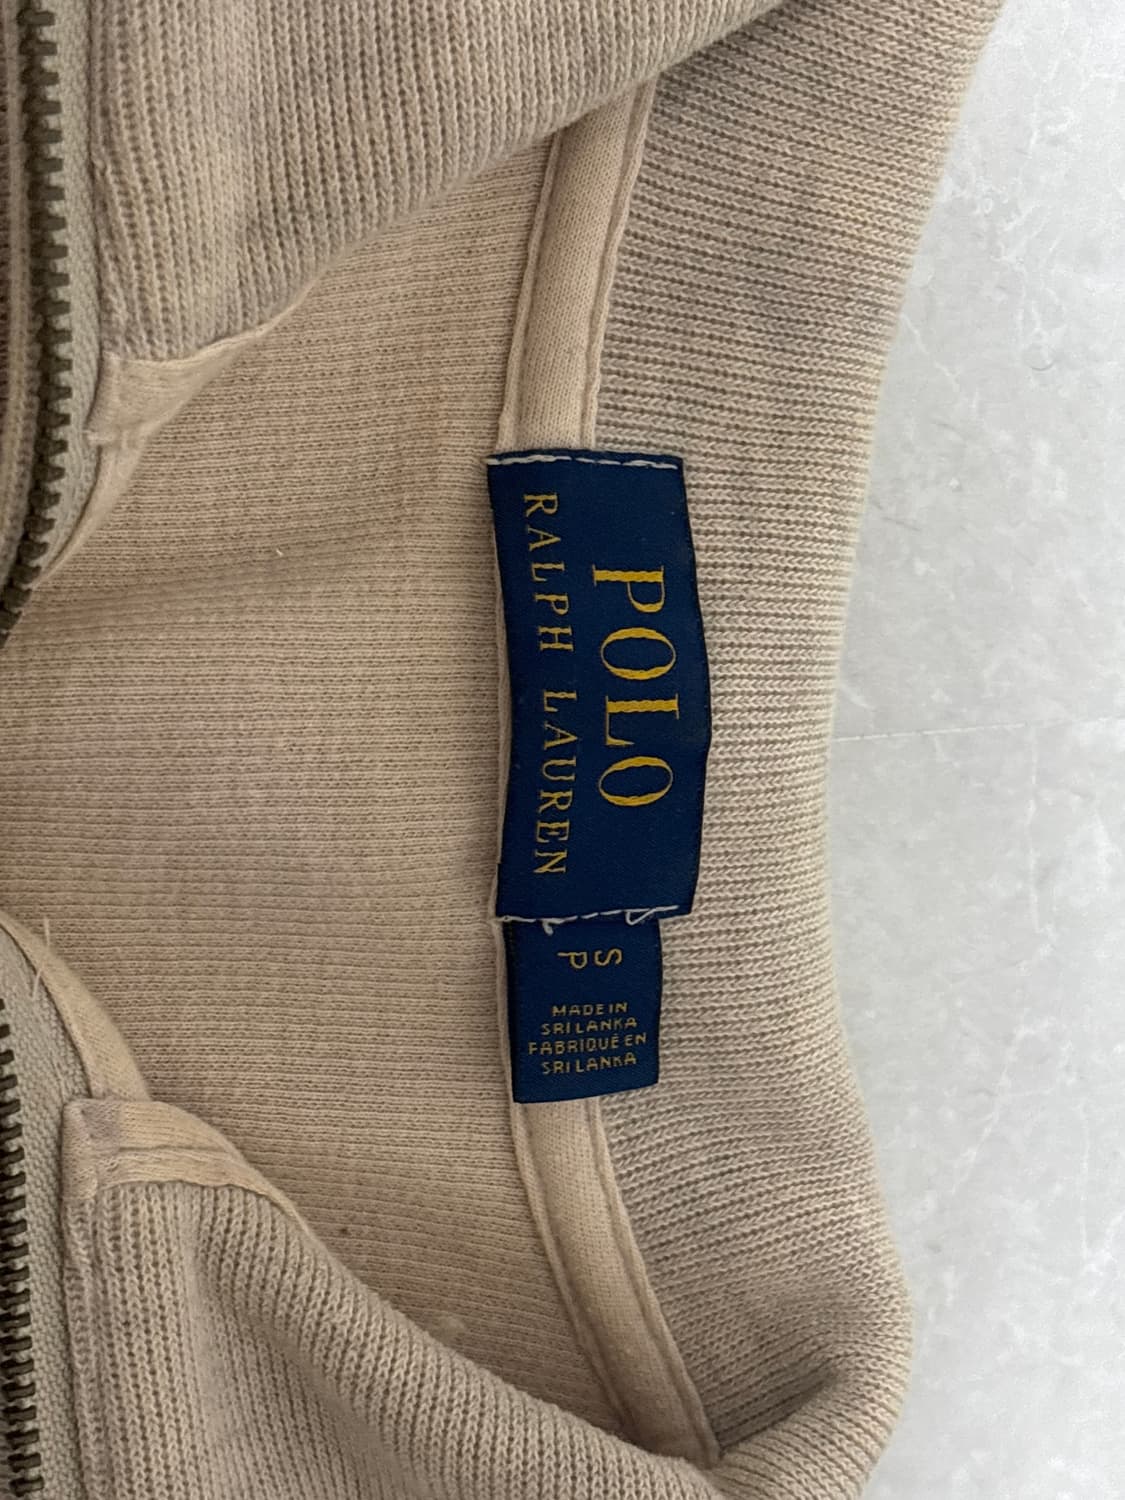 POLO
RALPH LAUREN
S
P
MADE IN
SRI LANKA
FABRIQUÉ EN
SRI LANKA